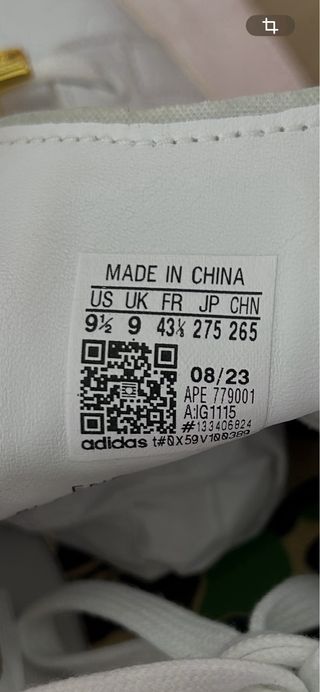 MADE IN CHINA
US UK FR JP CHN
9½ 9 43⅓ 275 265
08/23
APE 779001
A:IG1115
#133406824
adidas t#0X59V100389